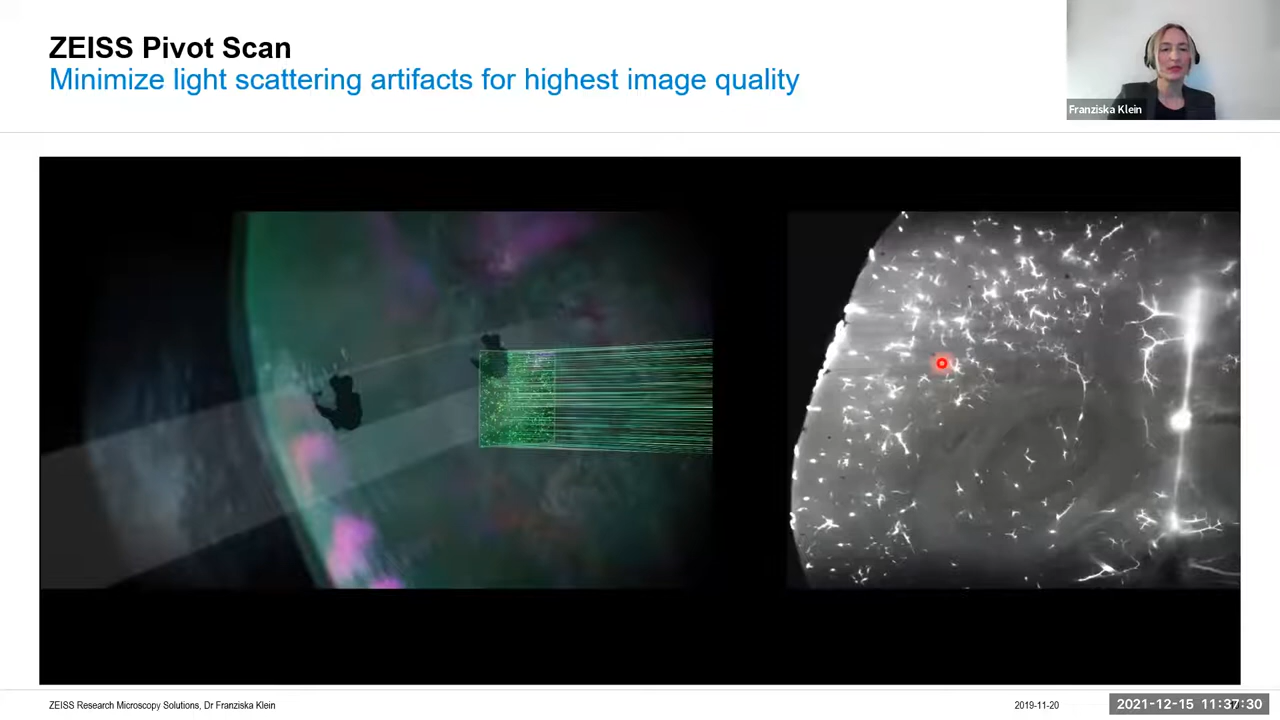 ZEISS Pivot Scan
Minimize light scattering artifacts for highest image quality
Franziska Klein
ZEISS Research Microscopy Solutions, Dr Franziska Klein
2019-11-20
2021-12-15 11:37:30